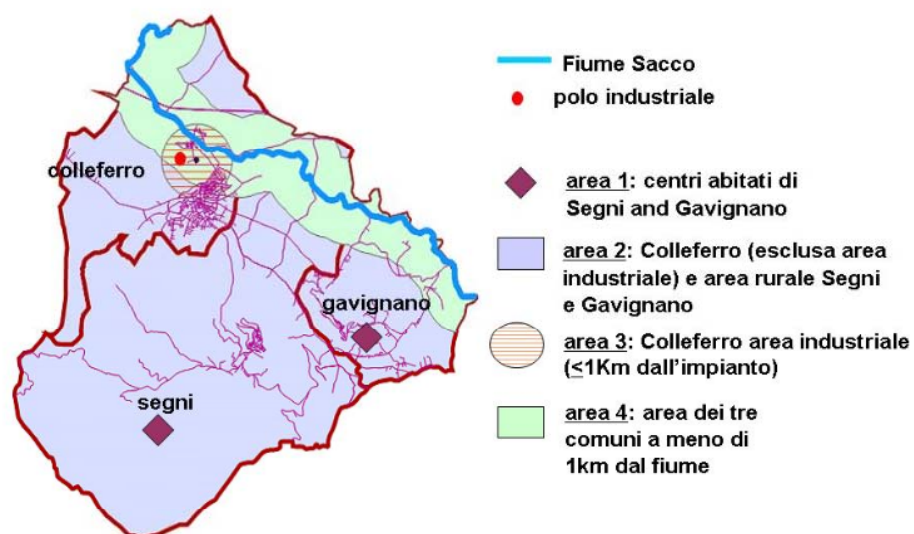 colleferro
gavignano
segni
Fiume Sacco
polo industriale
area 1: centri abitati di
Segni and Gavignano
area 2: Colleferro (esclusa area
industriale) e area rurale Segni
e Gavignano
area 3: Colleferro area industriale
(≤1Km dall'impianto)
area 4: area dei tre
comuni a meno di
1km dal fiume